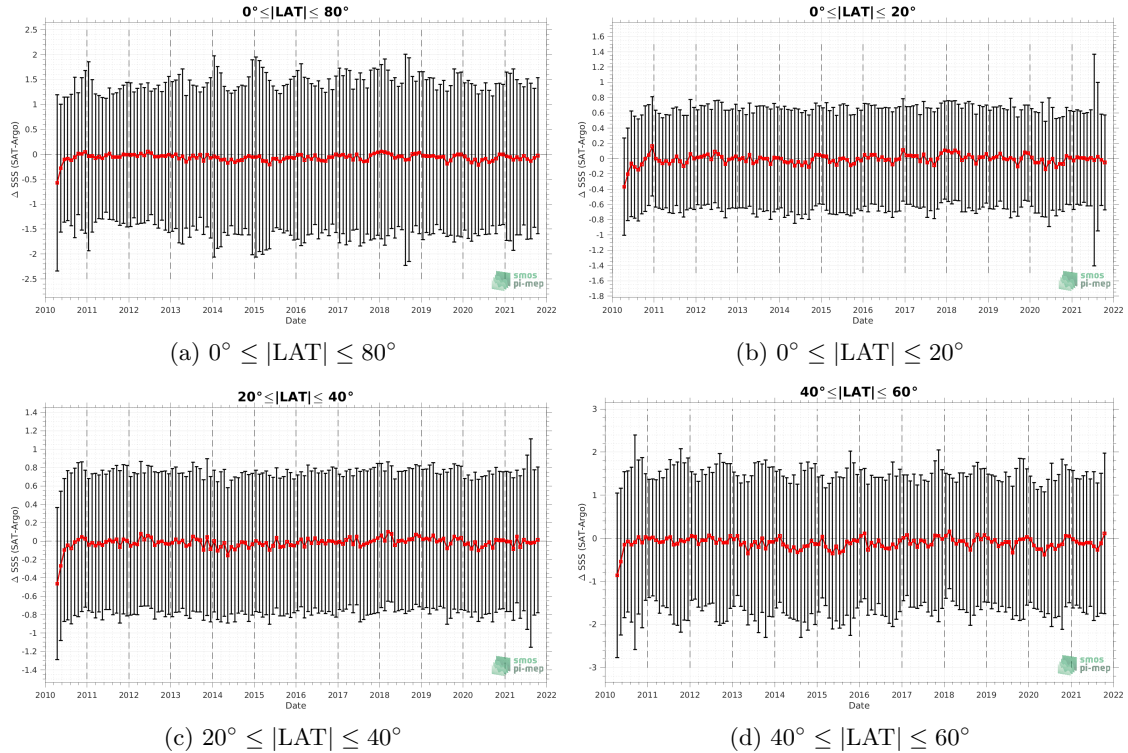 0°≤|LAT|≤ 80°
2.5
2
1.5
1
0.5
0
-0.5
-1
-1.5
-2
-2.5
Δ SSS (SAT-Argo)
2010 2011 2012 2013 2014 2015 2016 2017 2018 2019 2020 2021 2022
Date
smos
pi-mep
(a) 0° ≤ |LAT| ≤ 80°
0°≤|LAT|≤ 20°
1.6
1.4
1.2
1
0.8
0.6
0.4
0.2
0
-0.2
-0.4
-0.6
-0.8
-1
-1.2
-1.4
-1.6
-1.8
Δ SSS (SAT-Argo)
2010 2011 2012 2013 2014 2015 2016 2017 2018 2019 2020 2021 2022
Date
smos
pi-mep
(b) 0° ≤ |LAT| ≤ 20°
20°≤|LAT|≤ 40°
1.4
1.2
1
0.8
0.6
0.4
0.2
0
-0.2
-0.4
-0.6
-0.8
-1
-1.2
-1.4
Δ SSS (SAT-Argo)
2010 2011 2012 2013 2014 2015 2016 2017 2018 2019 2020 2021 2022
Date
smos
pi-mep
(c) 20° ≤ |LAT| ≤ 40°
40°≤|LAT|≤ 60°
3
2
1
0
-1
-2
-3
Δ SSS (SAT-Argo)
2010 2011 2012 2013 2014 2015 2016 2017 2018 2019 2020 2021 2022
Date
smos
pi-mep
(d) 40° ≤ |LAT| ≤ 60°